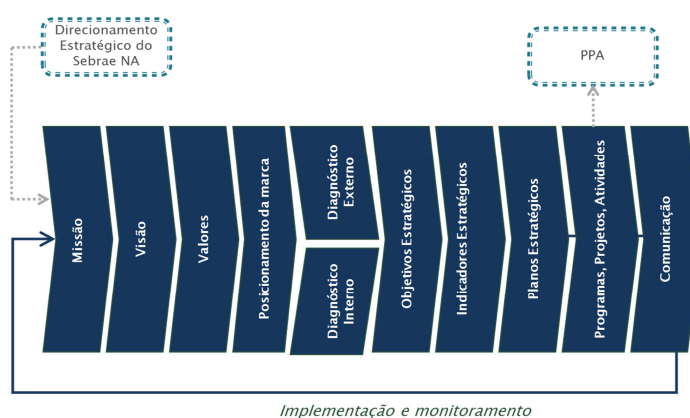 Direcionamento
Estratégico do
Sebrae NA
PPA
Missão
Visão
Valores
Posicionamento da marca
Diagnóstico
Externo
Diagnóstico
Interno
Objetivos Estratégicos
Indicadores Estratégicos
Planos Estratégicos
Programas, Projetos, Atividades
Comunicação
Implementação e monitoramento